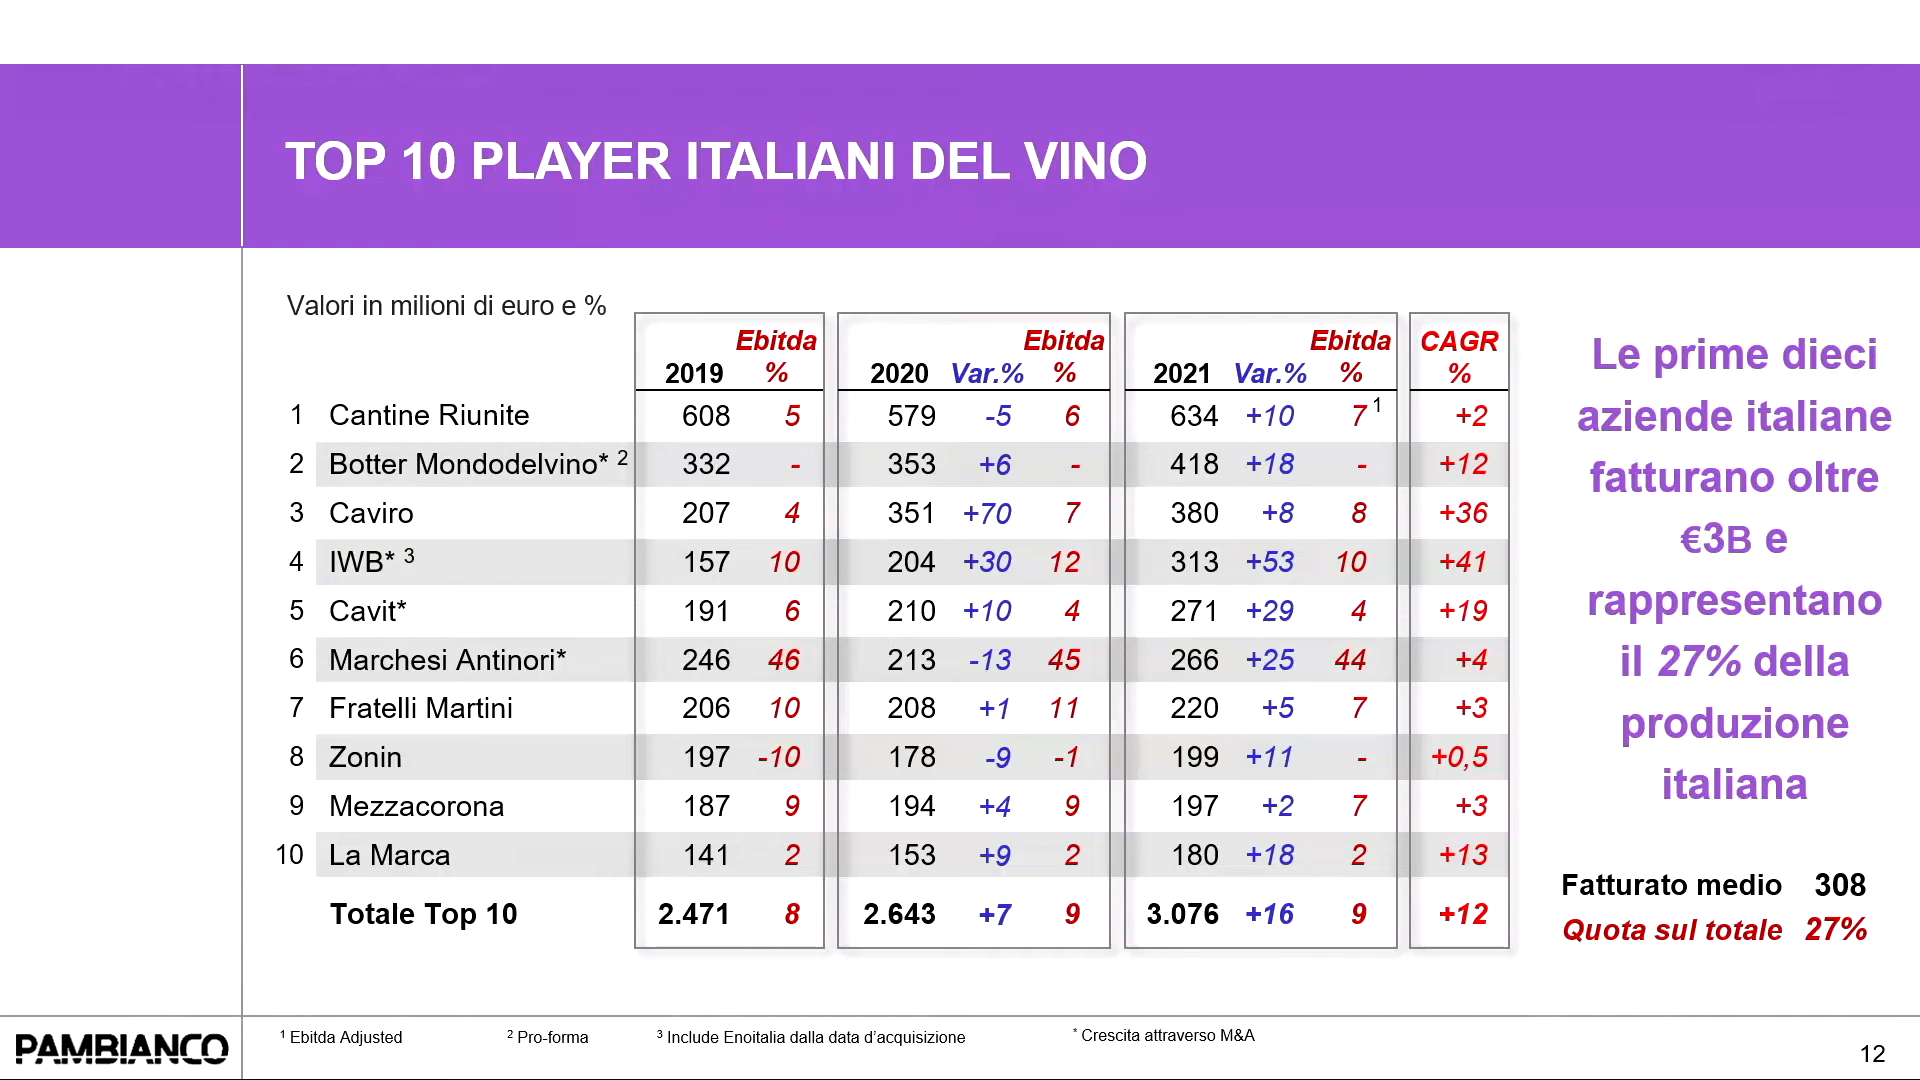 TOP 10 PLAYER ITALIANI DEL VINO
Valori in milioni di euro e %
2019 Ebitda % 2020 Var.% Ebitda % 2021 Var.% Ebitda % CAGR %
1 Cantine Riunite 608 5 579 -5 6 634 +10 7 ¹ +2
2 Botter Mondodelvino* ² 332 - 353 +6 - 418 +18 - +12
3 Caviro 207 4 351 +70 7 380 +8 8 +36
4 IWB* ³ 157 10 204 +30 12 313 +53 10 +41
5 Cavit* 191 6 210 +10 4 271 +29 4 +19
6 Marchesi Antinori* 246 46 213 -13 45 266 +25 44 +4
7 Fratelli Martini 206 10 208 +1 11 220 +5 7 +3
8 Zonin 197 -10 178 -9 -1 199 +11 - +0,5
9 Mezzacorona 187 9 194 +4 9 197 +2 7 +3
10 La Marca 141 2 153 +9 2 180 +18 2 +13
Totale Top 10 2.471 8 2.643 +7 9 3.076 +16 9 +12
Le prime dieci
aziende italiane
fatturano oltre
€3B e
rappresentano
il 27% della
produzione
italiana
Fatturato medio 308
Quota sul totale 27%
PAMBIANCO
¹ Ebitda Adjusted ² Pro-forma ³ Include Enoitalia dalla data d'acquisizione * Crescita attraverso M&A
12